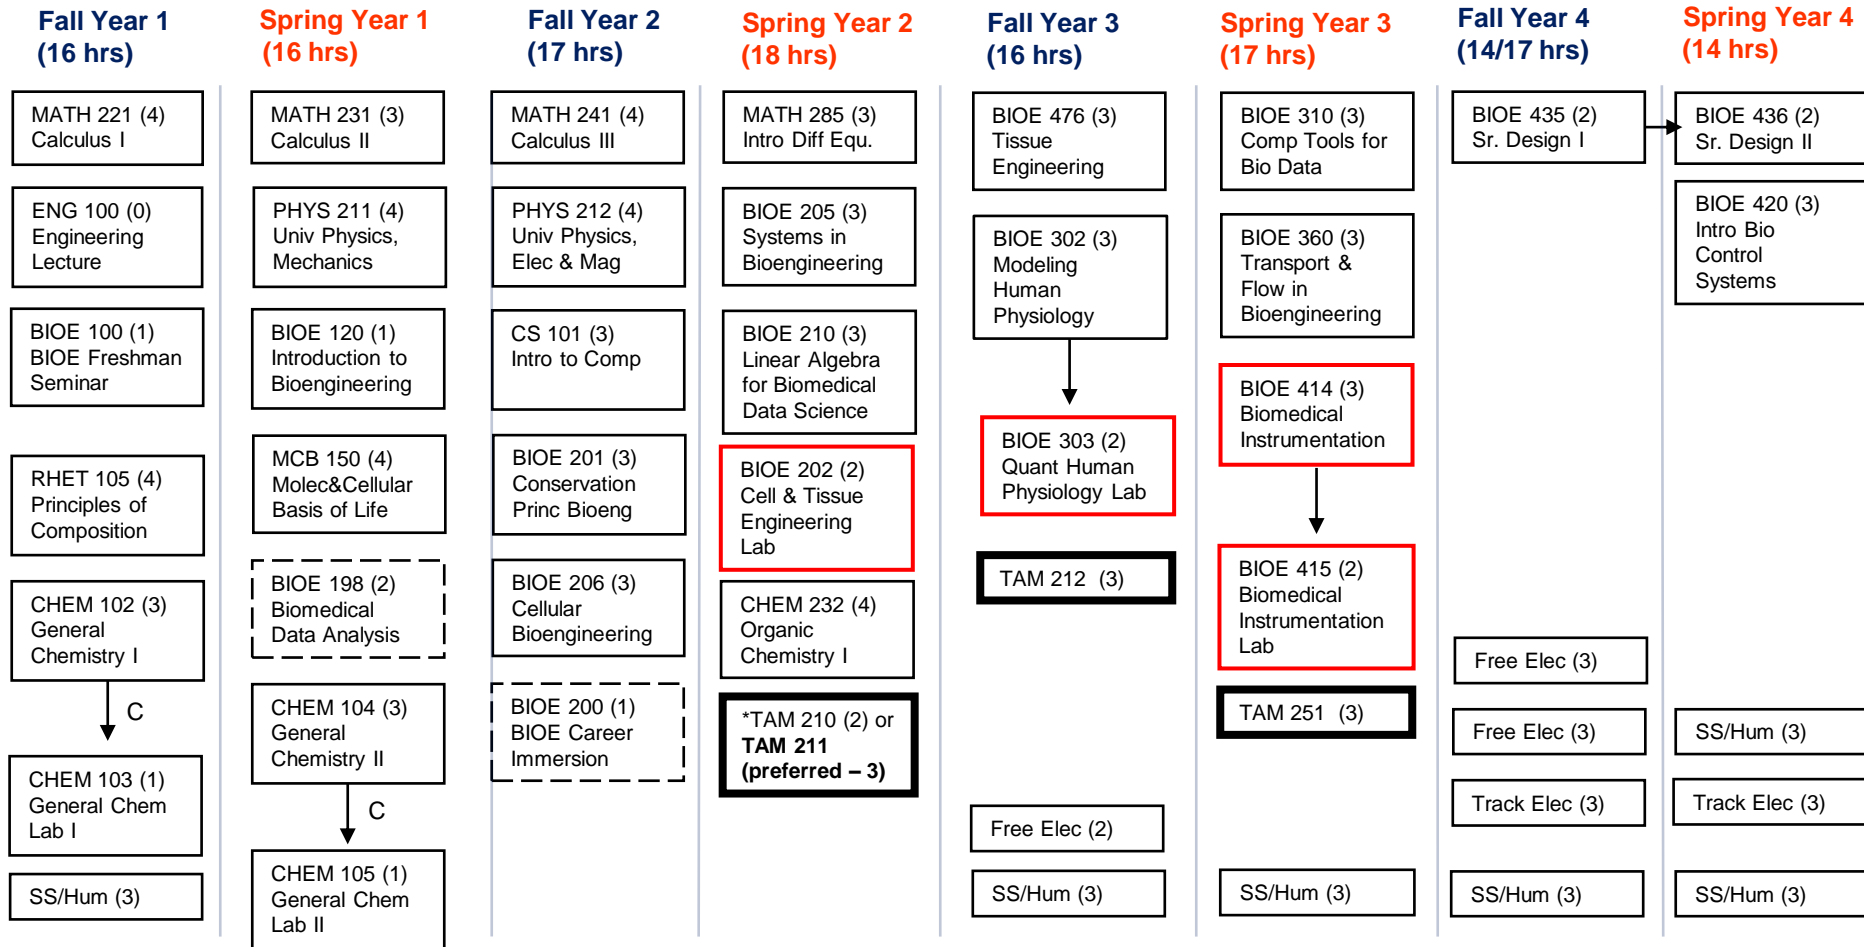 Fall Year 1
(16 hrs)
MATH 221 (4)
Calculus I
ENG 100 (0)
Engineering
Lecture
BIOE 100 (1)
BIOE Freshman
Seminar
RHET 105 (4)
Principles of
Composition
CHEM 102 (3)
General
Chemistry I
C
CHEM 103 (1)
General Chem
Lab I
SS/Hum (3)
Spring Year 1
(16 hrs)
MATH 231 (3)
Calculus II
PHYS 211 (4)
Univ Physics,
Mechanics
BIOE 120 (1)
Introduction to
Bioengineering
MCB 150 (4)
Molec&Cellular
Basis of Life
BIOE 198 (2)
Biomedical
Data Analysis
CHEM 104 (3)
General
Chemistry II
C
CHEM 105 (1)
General Chem
Lab II
Fall Year 2
(17 hrs)
MATH 241 (4)
Calculus III
PHYS 212 (4)
Univ Physics,
Elec & Mag
CS 101 (3)
Intro to Comp
BIOE 201 (3)
Conservation
Princ Bioeng
BIOE 206 (3)
Cellular
Bioengineering
BIOE 200 (1)
BIOE Career
Immersion
Spring Year 2
(18 hrs)
MATH 285 (3)
Intro Diff Equ.
BIOE 205 (3)
Systems in
Bioengineering
BIOE 210 (3)
Linear Algebra
for Biomedical
Data Science
BIOE 202 (2)
Cell & Tissue
Engineering
Lab
CHEM 232 (4)
Organic
Chemistry I
*TAM 210 (2) or
TAM 211
(preferred – 3)
Fall Year 3
(16 hrs)
BIOE 476 (3)
Tissue
Engineering
BIOE 302 (3)
Modeling
Human
Physiology
BIOE 303 (2)
Quant Human
Physiology Lab
TAM 212 (3)
Free Elec (2)
SS/Hum (3)
Spring Year 3
(17 hrs)
BIOE 310 (3)
Comp Tools for
Bio Data
BIOE 360 (3)
Transport &
Flow in
Bioengineering
BIOE 414 (3)
Biomedical
Instrumentation
BIOE 415 (2)
Biomedical
Instrumentation
Lab
TAM 251 (3)
SS/Hum (3)
Fall Year 4
(14/17 hrs)
BIOE 435 (2)
Sr. Design I
Free Elec (3)
Free Elec (3)
Track Elec (3)
SS/Hum (3)
Spring Year 4
(14 hrs)
BIOE 436 (2)
Sr. Design II
BIOE 420 (3)
Intro Bio
Control
Systems
SS/Hum (3)
Track Elec (3)
SS/Hum (3)